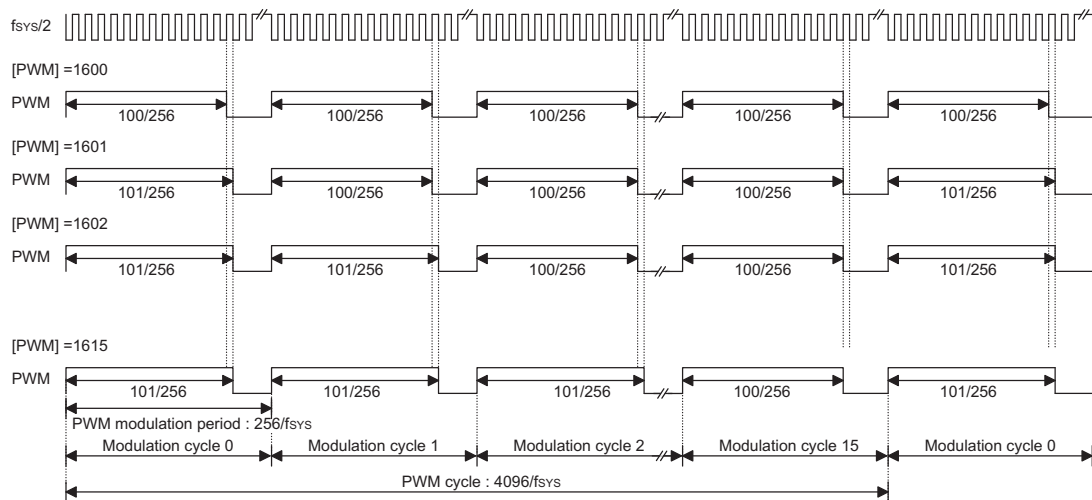 fSYS/2
[PWM] =1600
PWM
100/256 100/256 100/256 100/256 100/256
[PWM] =1601
PWM
101/256 100/256 100/256 100/256 101/256
[PWM] =1602
PWM
101/256 101/256 100/256 100/256 101/256
[PWM] =1615
PWM
101/256 101/256 101/256 100/256 101/256
PWM modulation period : 256/fSYS
Modulation cycle 0 Modulation cycle 1 Modulation cycle 2 Modulation cycle 15 Modulation cycle 0
PWM cycle : 4096/fSYS